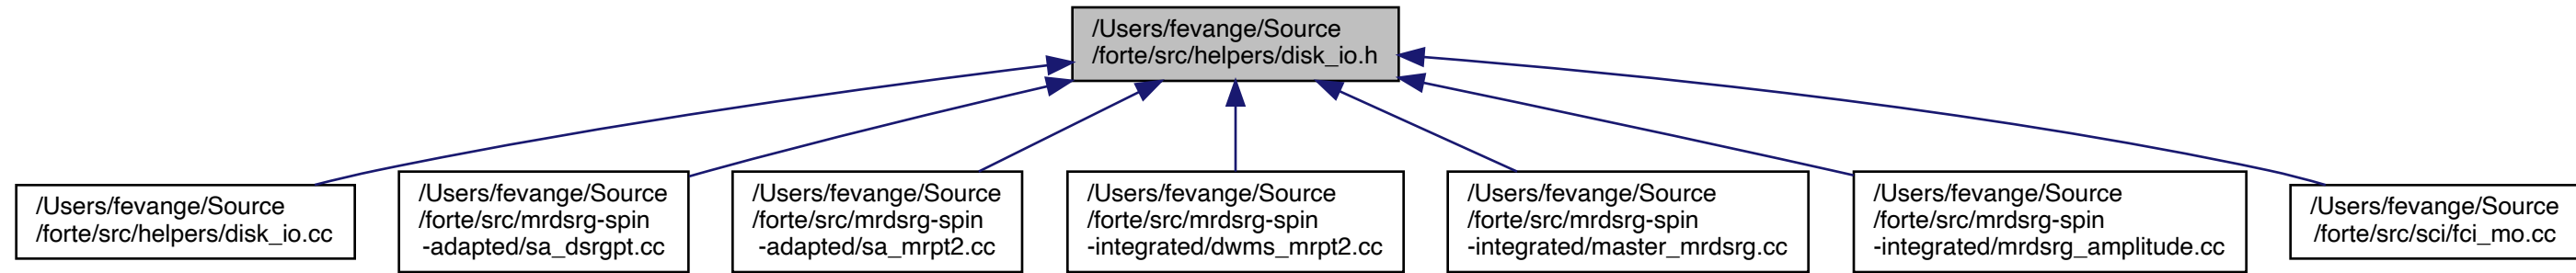 /Users/fevange/Source
/forte/src/helpers/disk_io.h
/Users/fevange/Source
/forte/src/helpers/disk_io.cc
/Users/fevange/Source
/forte/src/mrdsrg-spin
-adapted/sa_dsrgpt.cc
/Users/fevange/Source
/forte/src/mrdsrg-spin
-adapted/sa_mrpt2.cc
/Users/fevange/Source
/forte/src/mrdsrg-spin
-integrated/dwms_mrpt2.cc
/Users/fevange/Source
/forte/src/mrdsrg-spin
-integrated/master_mrdsrg.cc
/Users/fevange/Source
/forte/src/mrdsrg-spin
-integrated/mrdsrg_amplitude.cc
/Users/fevange/Source
/forte/src/sci/fci_mo.cc